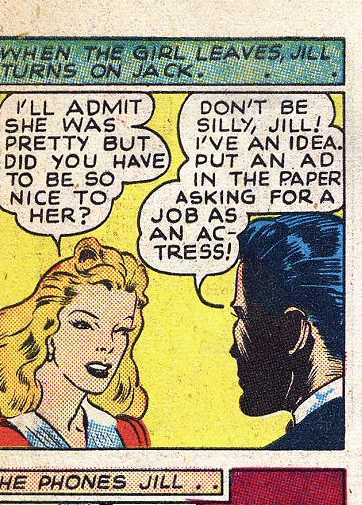 WHEN THE GIRL LEAVES, JILL
TURNS ON JACK. . . .
I'LL ADMIT
SHE WAS
PRETTY BUT
DID YOU HAVE
TO BE SO
NICE TO
HER?
DON'T BE
SILLY, JILL!
I'VE AN IDEA.
PUT AN AD
IN THE PAPER
ASKING FOR A
JOB AS
AN AC-
TRESS!
HE PHONES JILL . .